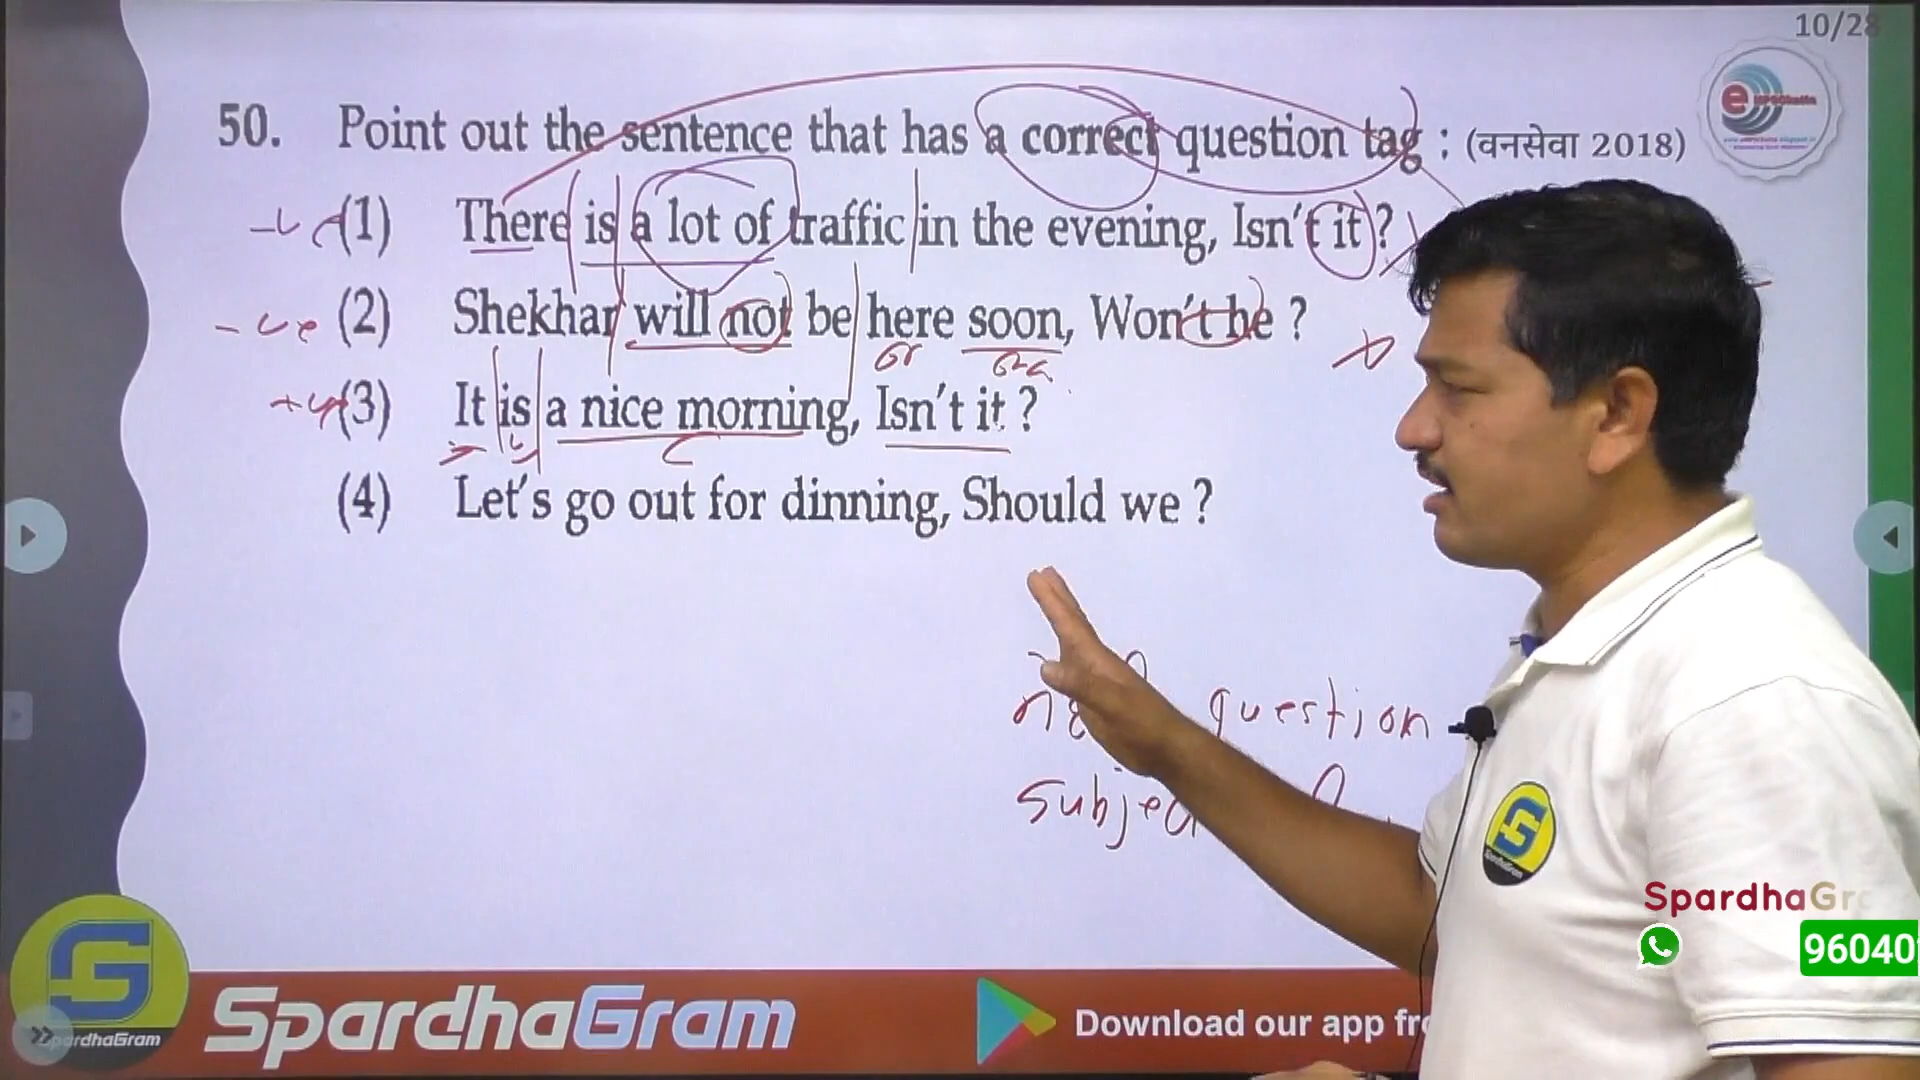 10/28
50. Point out the sentence that has a correct question tag : (वनसेवा 2018)
(1) There is a lot of traffic in the evening, Isn't it ?
-ve (2) Shekhar will not be here soon, Won't he ?
(3) It is a nice morning, Isn't it ?
(4) Let's go out for dinning, Should we ?
question
SpardhaGra
96040
SpardhaGram
Download our app fr